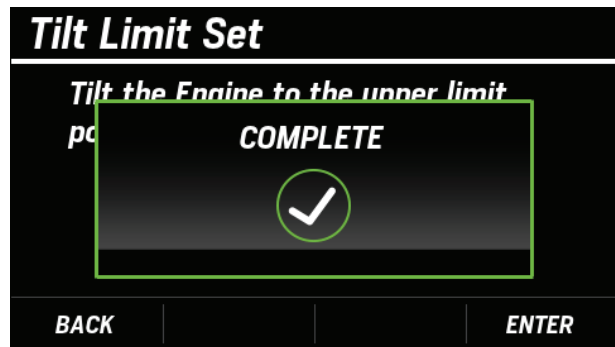 Tilt Limit Set
Tilt the Engine to the upper limit
COMPLETE
BACK
ENTER